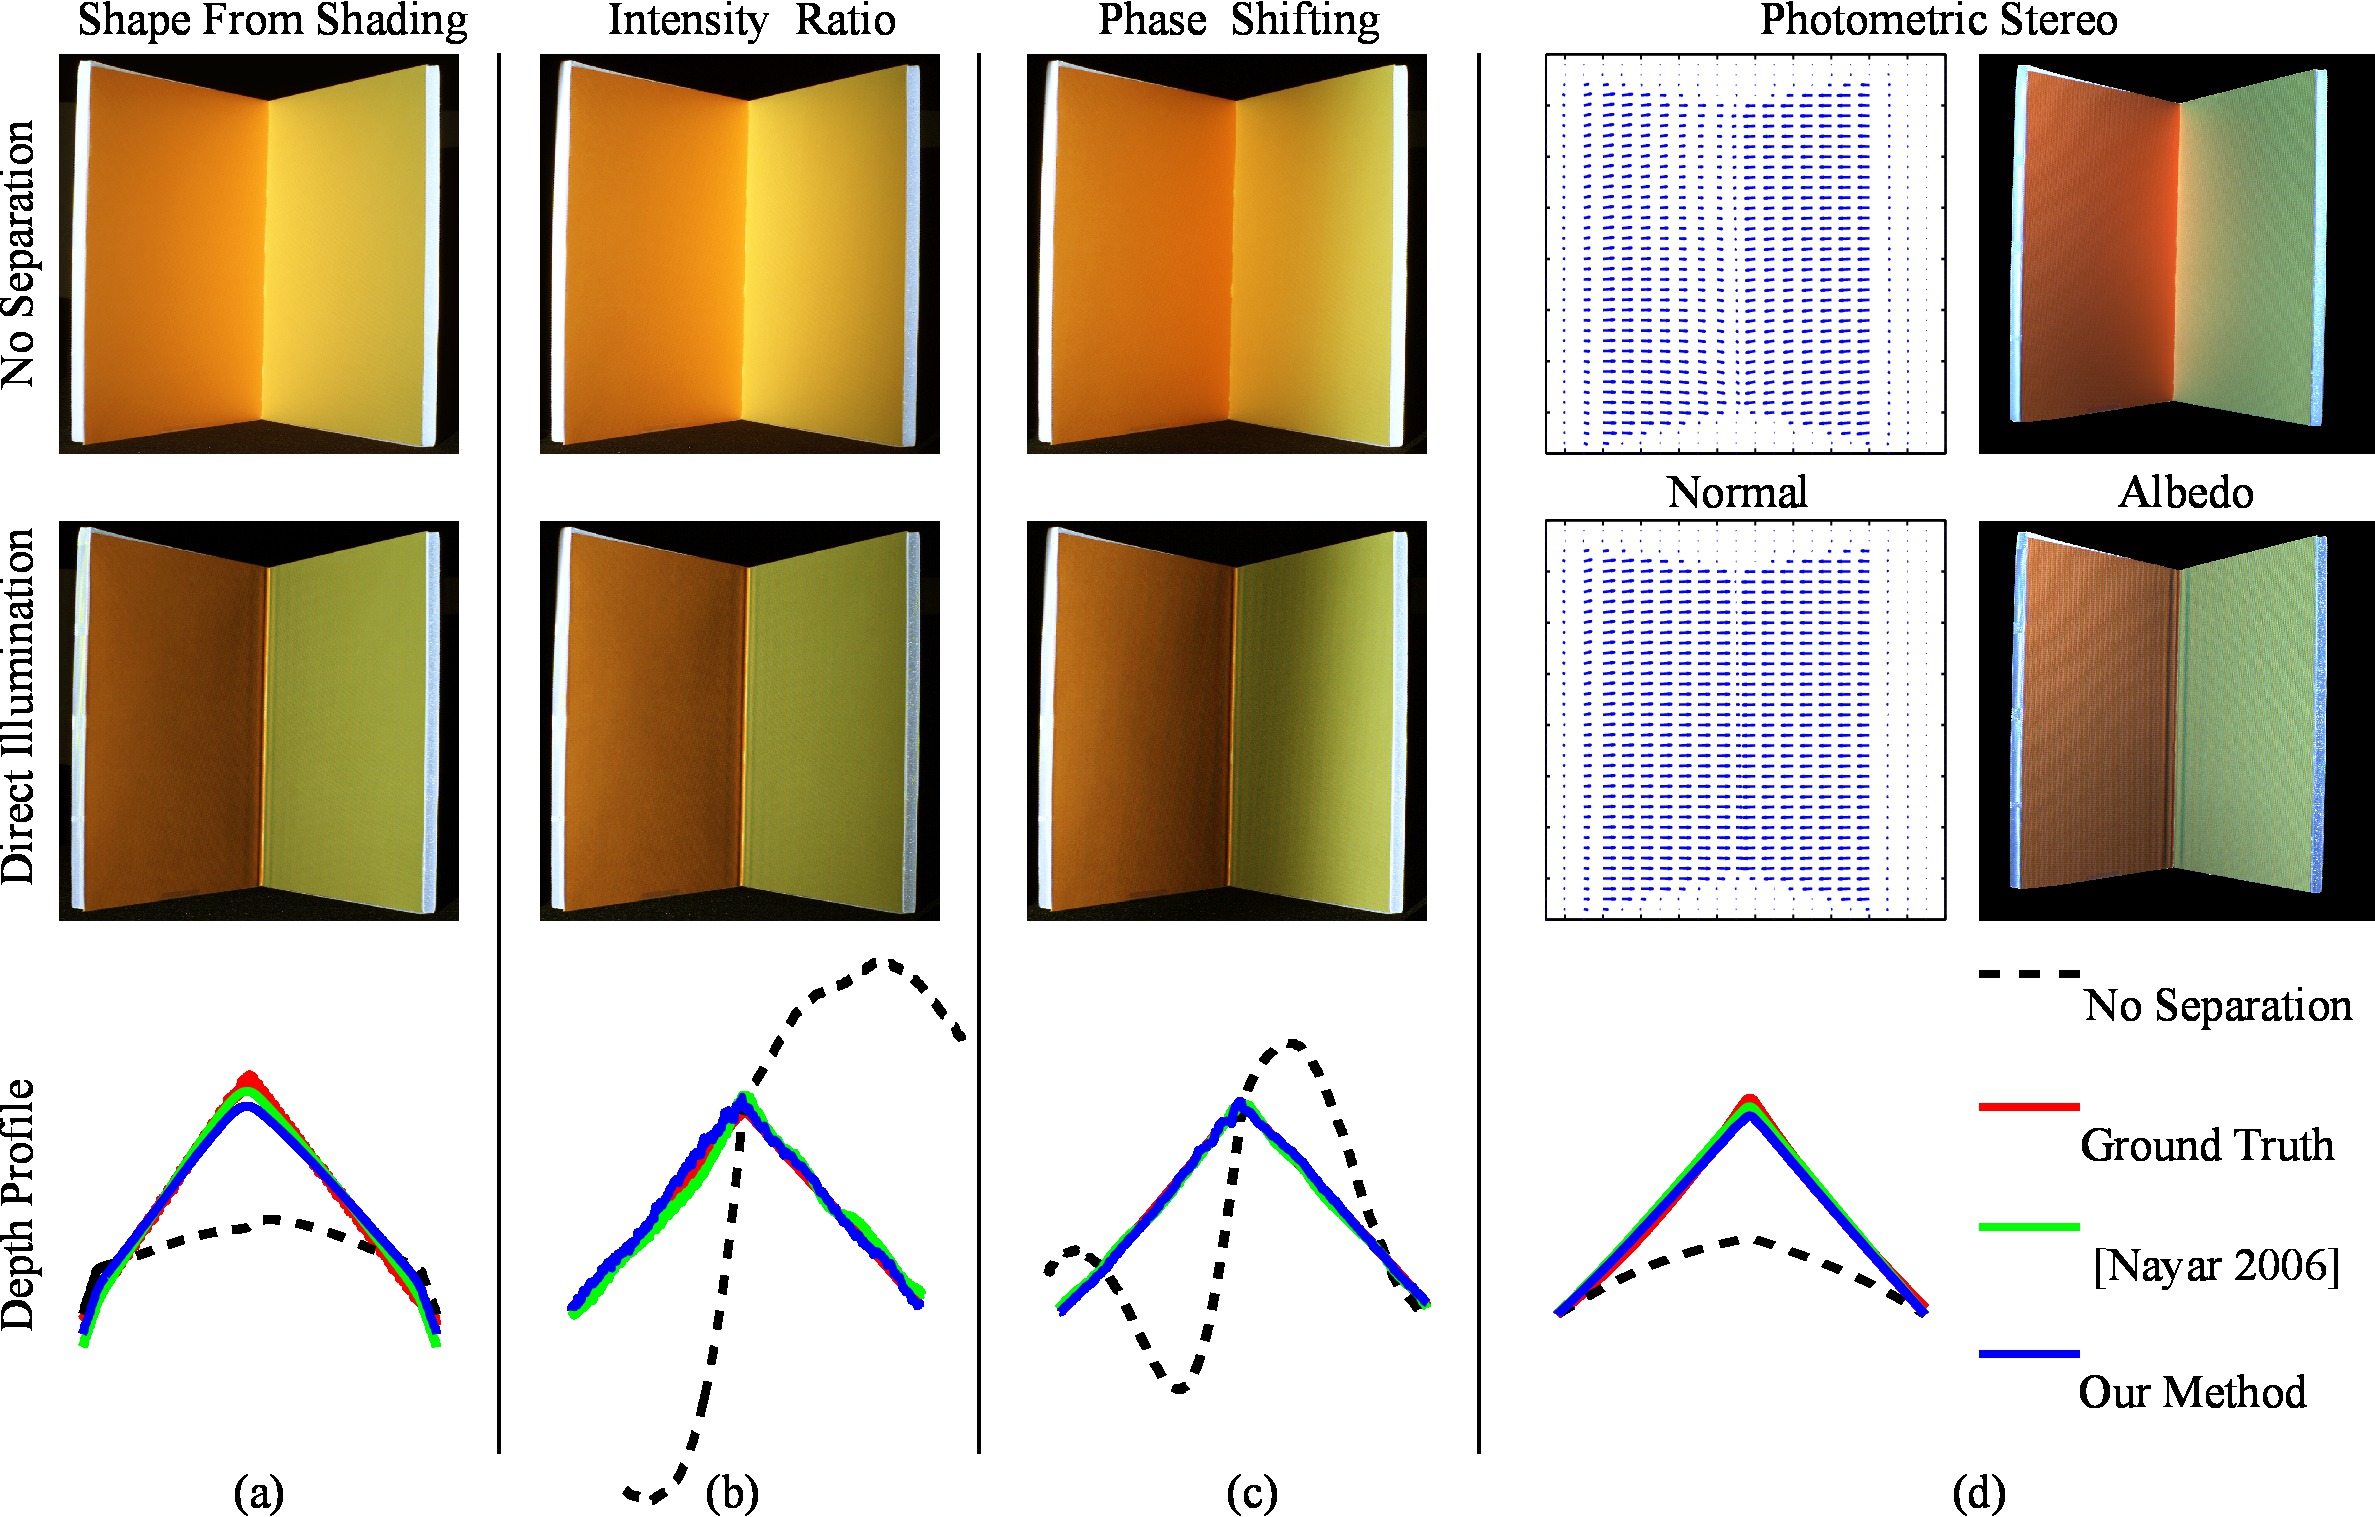 Shape From Shading
Intensity Ratio
Phase Shifting
Photometric Stereo
No Separation
Normal
Albedo
Direct Illumination
Depth Profile
No Separation
Ground Truth
[Nayar 2006]
Our Method
(a)
(b)
(c)
(d)